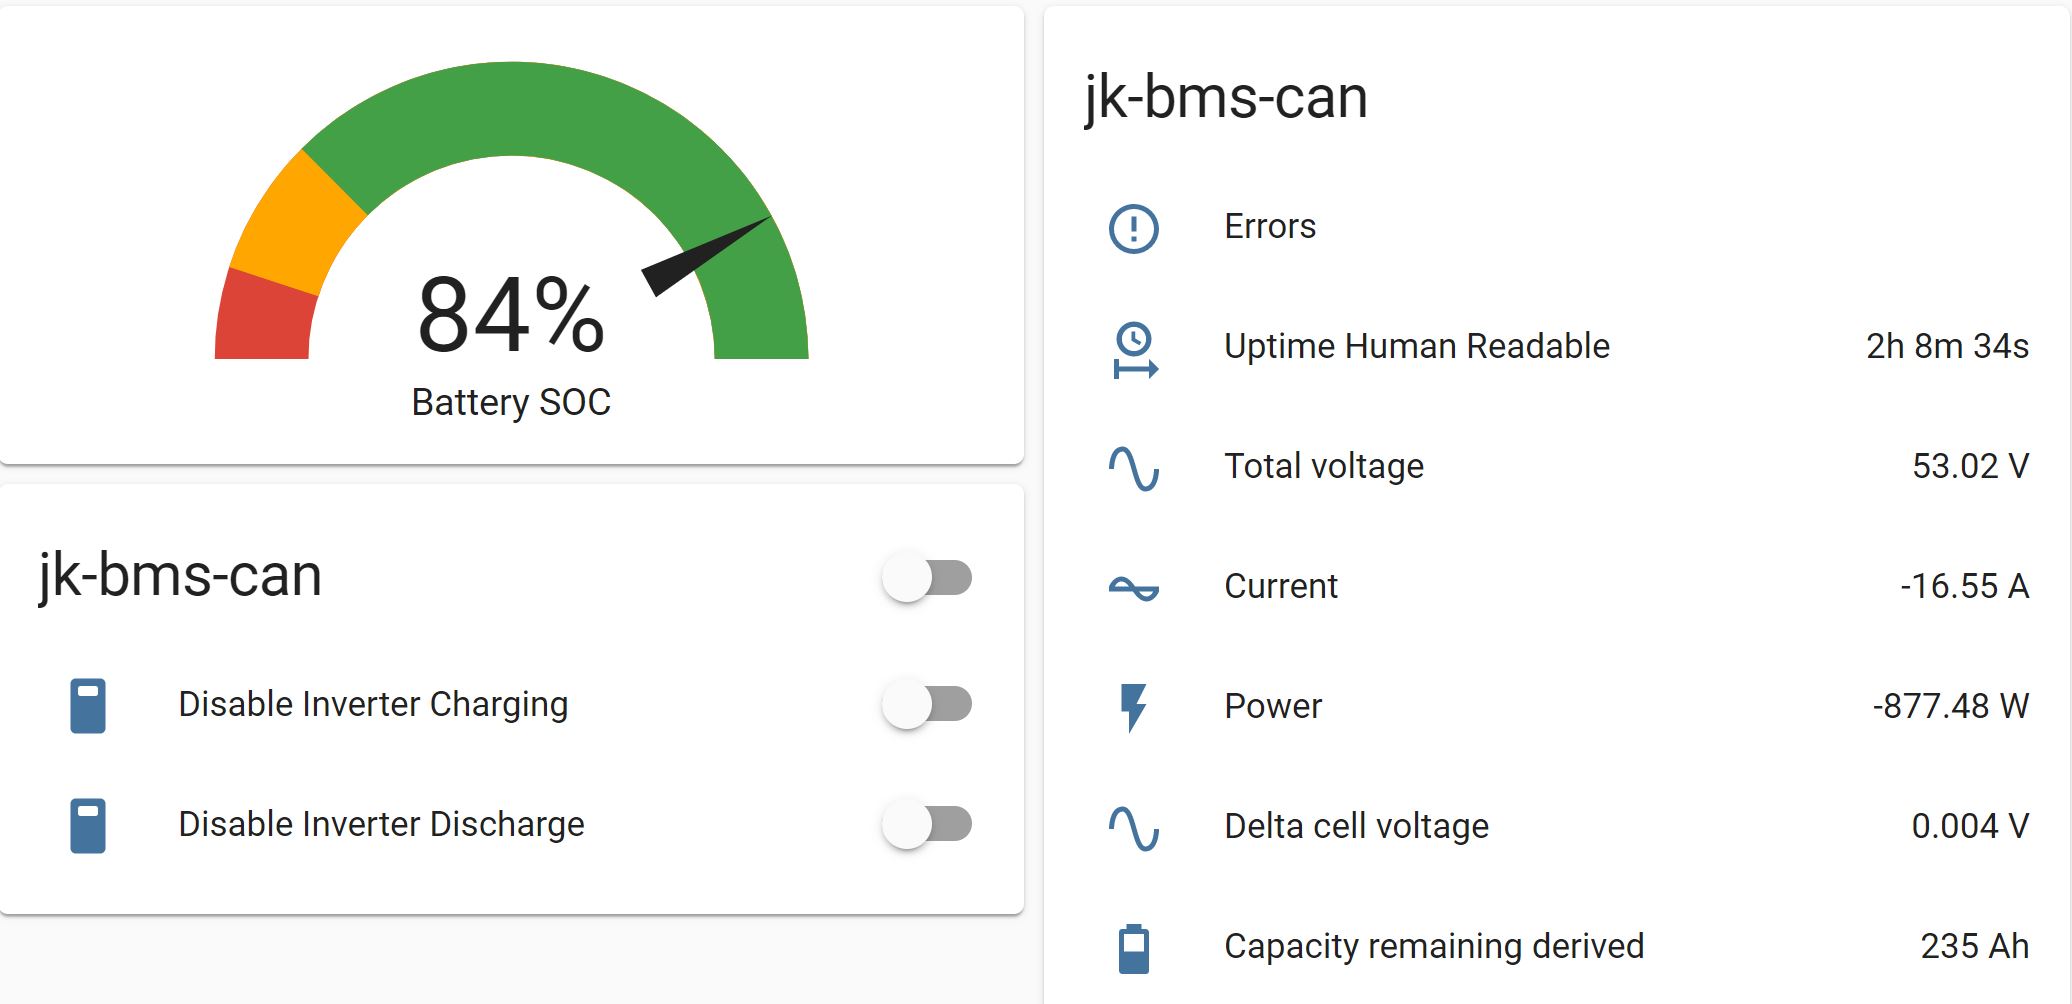 84%
Battery SOC
jk-bms-can
Disable Inverter Charging
Disable Inverter Discharge
jk-bms-can
Errors
Uptime Human Readable 2h 8m 34s
Total voltage 53.02 V
Current -16.55 A
Power -877.48 W
Delta cell voltage 0.004 V
Capacity remaining derived 235 Ah